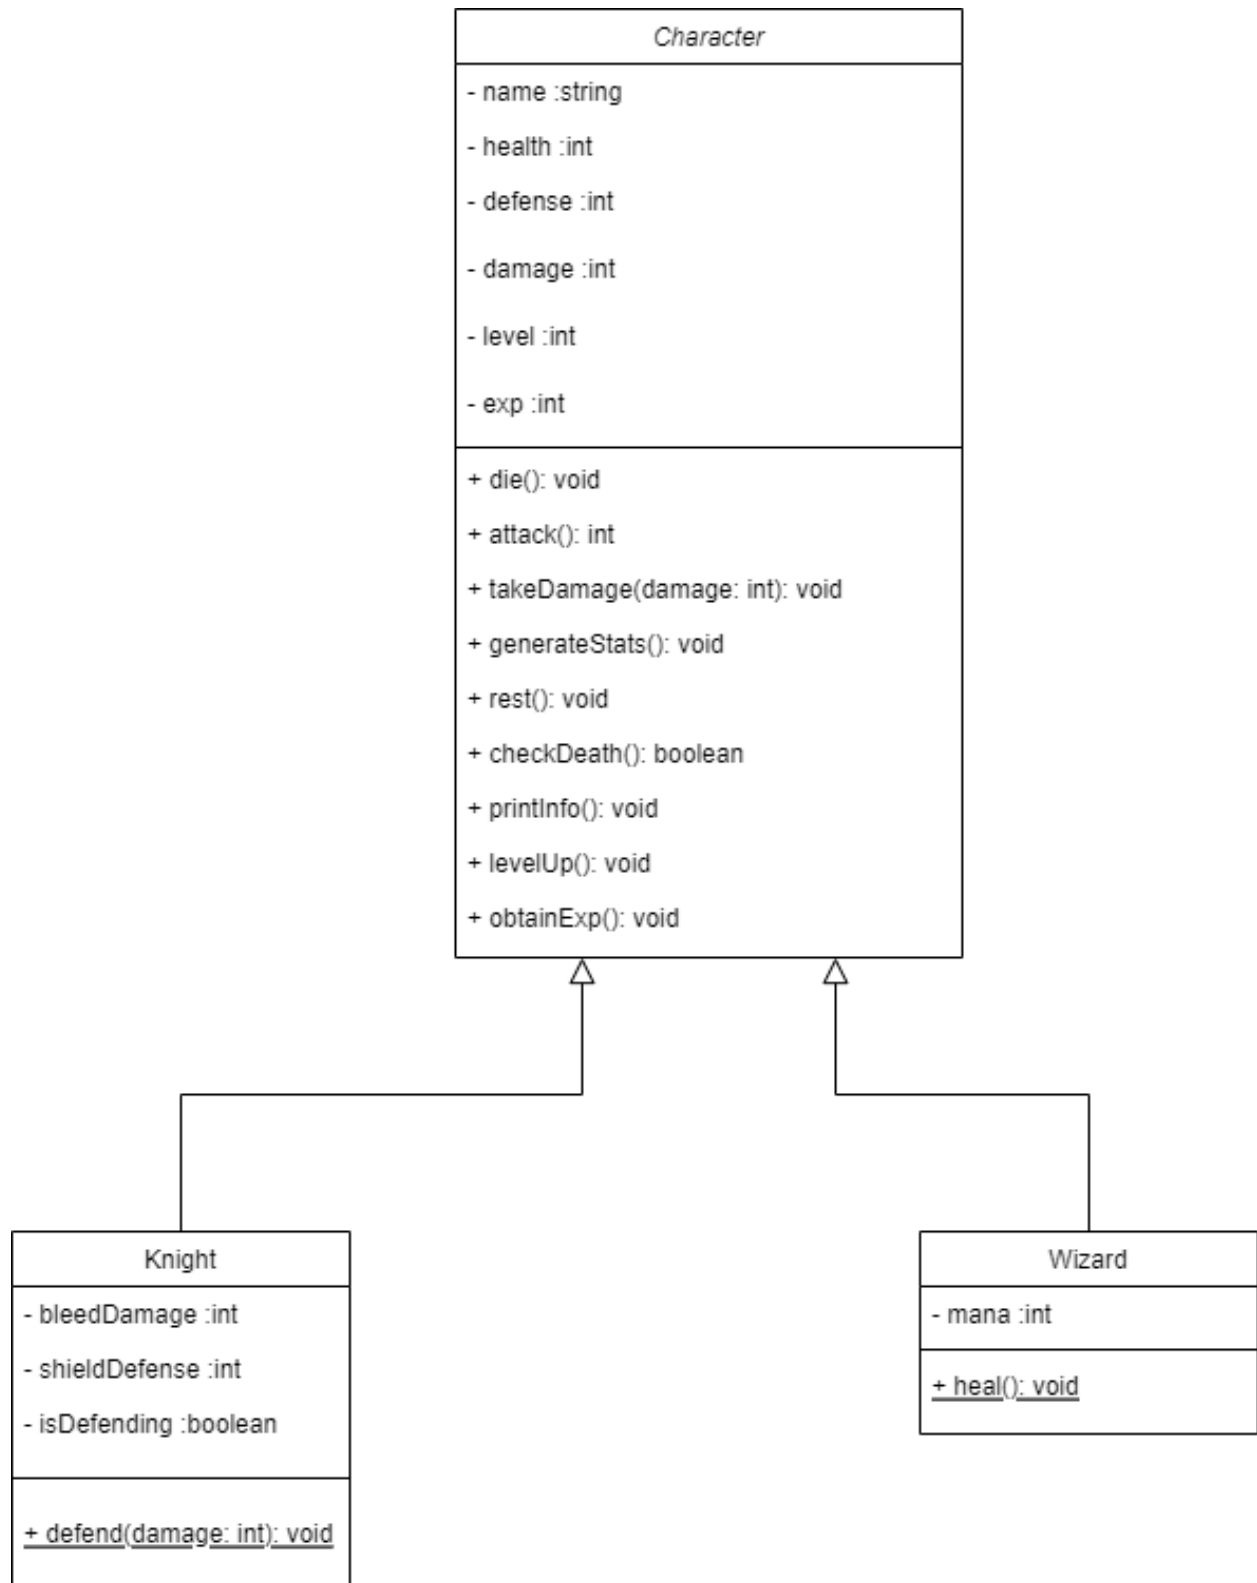 Character
- name :string
- health :int
- defense :int
- damage :int
- level :int
- exp :int
+ die(): void
+ attack(): int
+ takeDamage(damage: int): void
+ generateStats(): void
+ rest(): void
+ checkDeath(): boolean
+ printInfo(): void
+ levelUp(): void
+ obtainExp(): void
Knight
- bleedDamage :int
- shieldDefense :int
- isDefending :boolean
+ defend(damage: int): void
Wizard
- mana :int
+ heal(): void